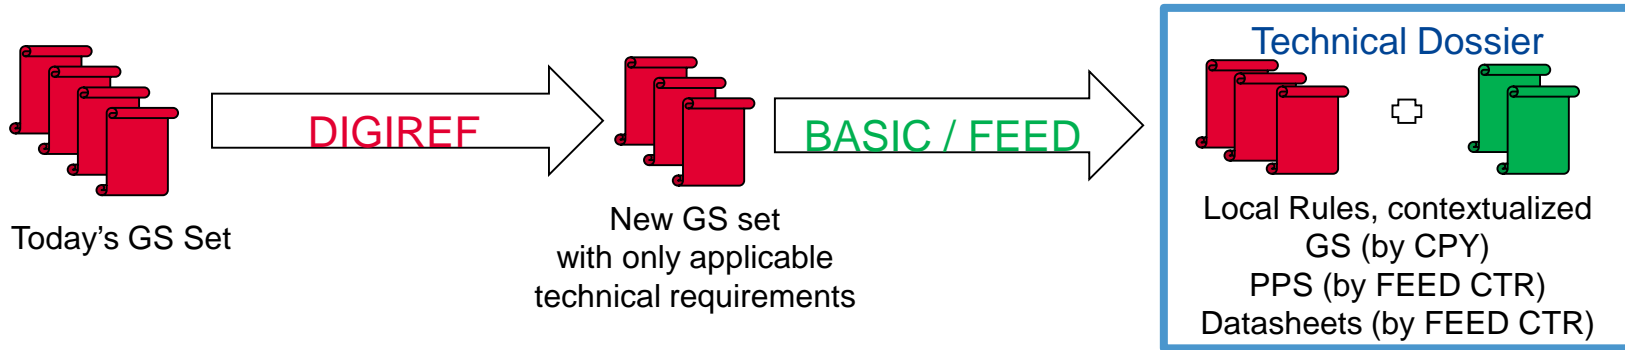 Today's GS Set
DIGIREF
New GS set
with only applicable
technical requirements
BASIC / FEED
Technical Dossier
Local Rules, contextualized
GS (by CPY)
PPS (by FEED CTR)
Datasheets (by FEED CTR)